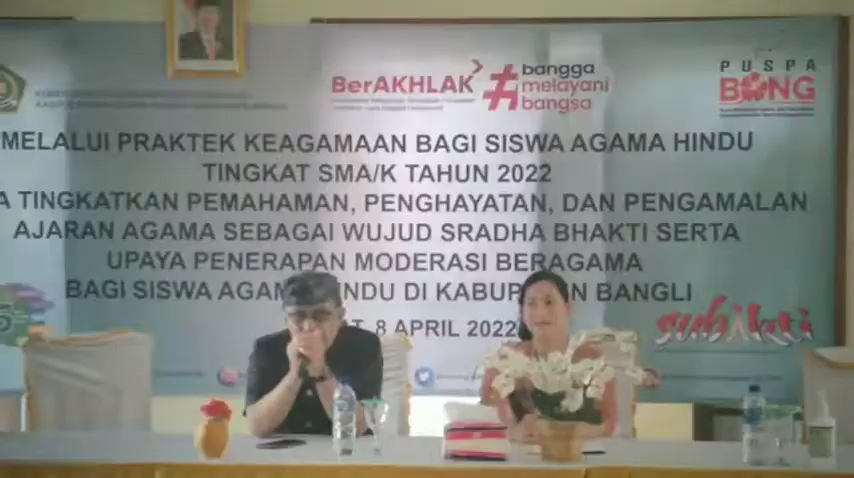 BerAKHLAK
#bangga
melayani
bangsa
PUSPA
BONG
MELALUI PRAKTEK KEAGAMAAN BAGI SISWA AGAMA HINDU
TINGKAT SMA/K TAHUN 2022
A TINGKATKAN PEMAHAMAN, PENGHAYATAN, DAN PENGAMALAN
AJARAN AGAMA SEBAGAI WUJUD SRADHA BHAKTI SERTA
UPAYA PENERAPAN MODERASI BERAGAMA
BAGI SISWA AGAMA HINDU DI KABUPATEN BANGLI
T, 8 APRIL 2022